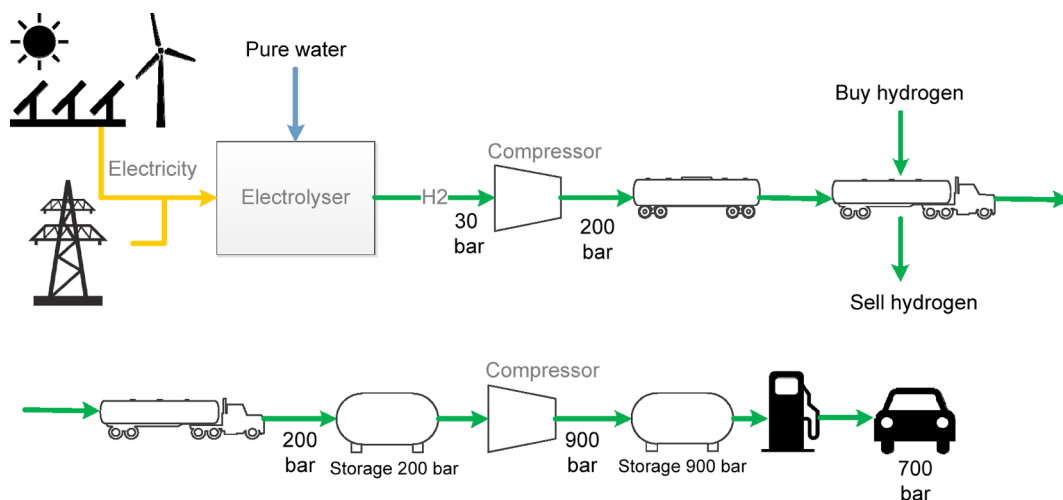 Pure water
Buy hydrogen
Electricity
Compressor
Electrolyser
H2
30
bar
200
bar
Sell hydrogen
Compressor
200
bar
Storage 200 bar
900
bar
Storage 900 bar
700
bar